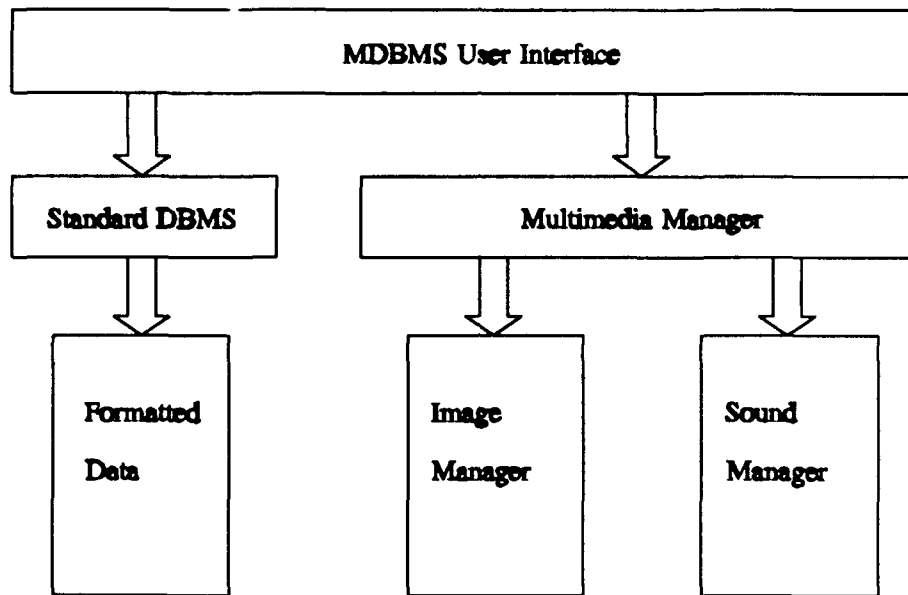 MDBMS User Interface
Standard DBMS
Multimedia Manager
Formatted
Data
Image
Manager
Sound
Manager